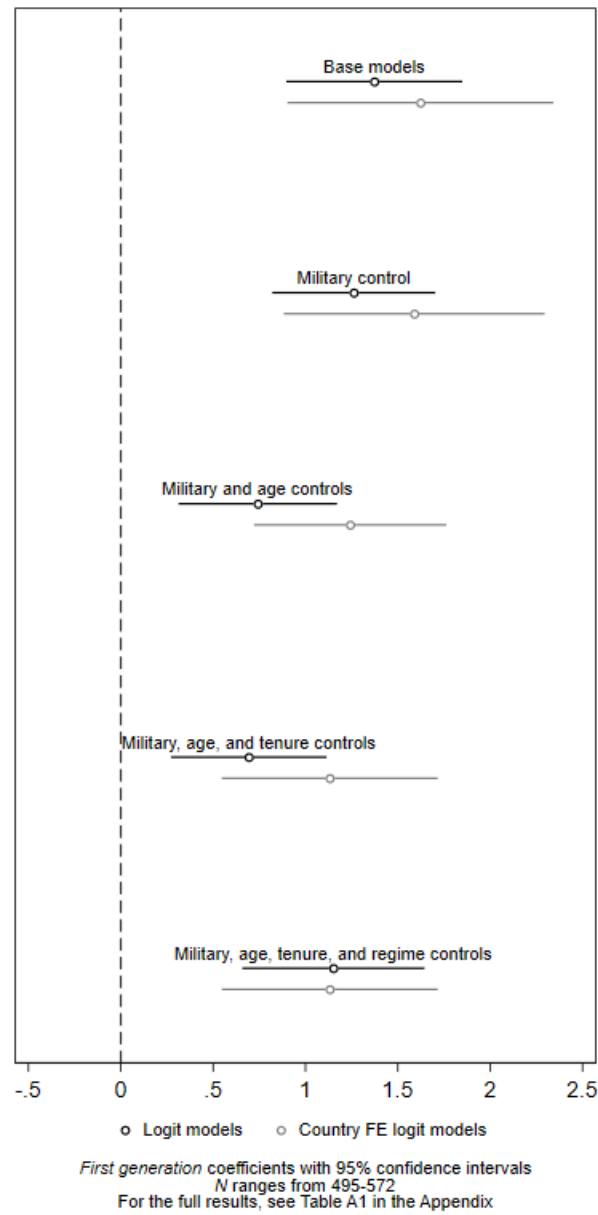 Base models
Military control
Military and age controls
Military, age, and tenure controls
Military, age, tenure, and regime controls
-.5 0 .5 1 1.5 2 2.5
Logit models Country FE logit models
First generation coefficients with 95% confidence intervals
N ranges from 495-572
For the full results, see Table A1 in the Appendix